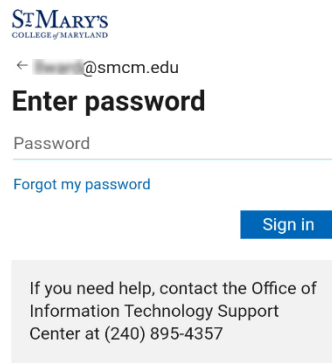 ST MARY'S
COLLEGE of MARYLAND
@smcm.edu
Enter password
Password
Forgot my password
Sign in
If you need help, contact the Office of
Information Technology Support
Center at (240) 895-4357